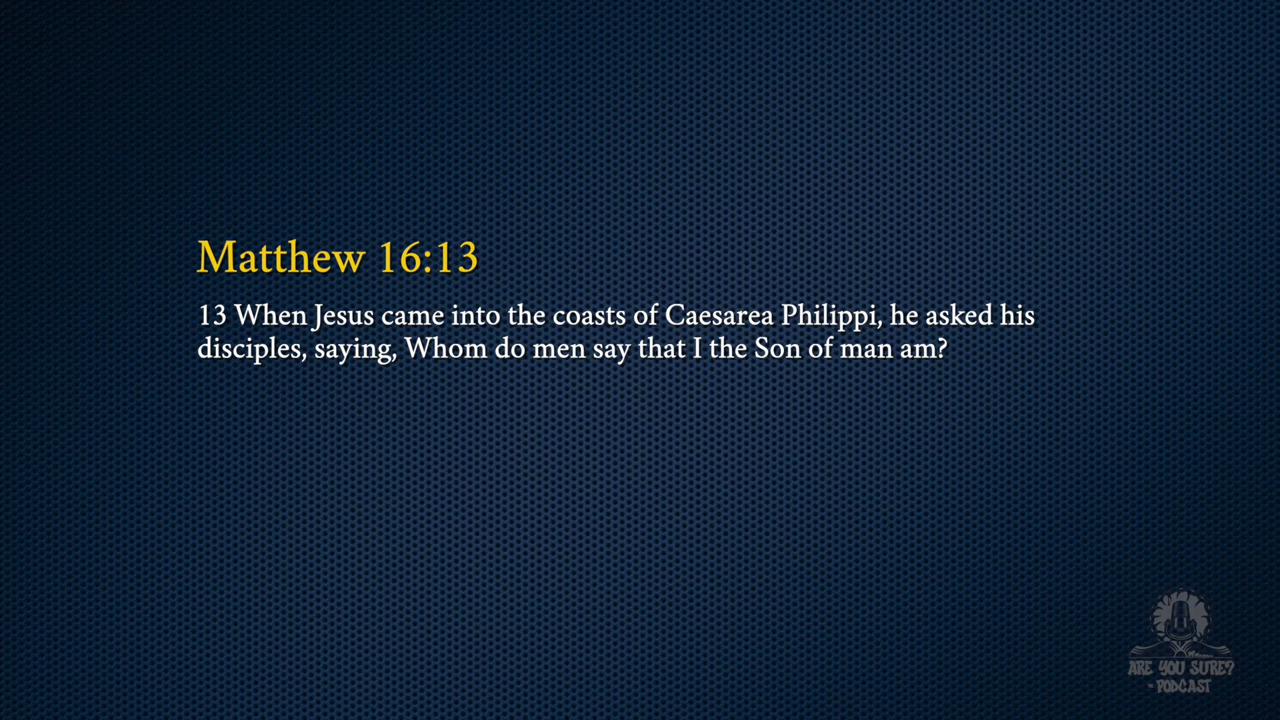 Matthew 16:13
13 When Jesus came into the coasts of Caesarea Philippi, he asked his
disciples, saying, Whom do men say that I the Son of man am?
ARE YOU SURE?
- PODCAST